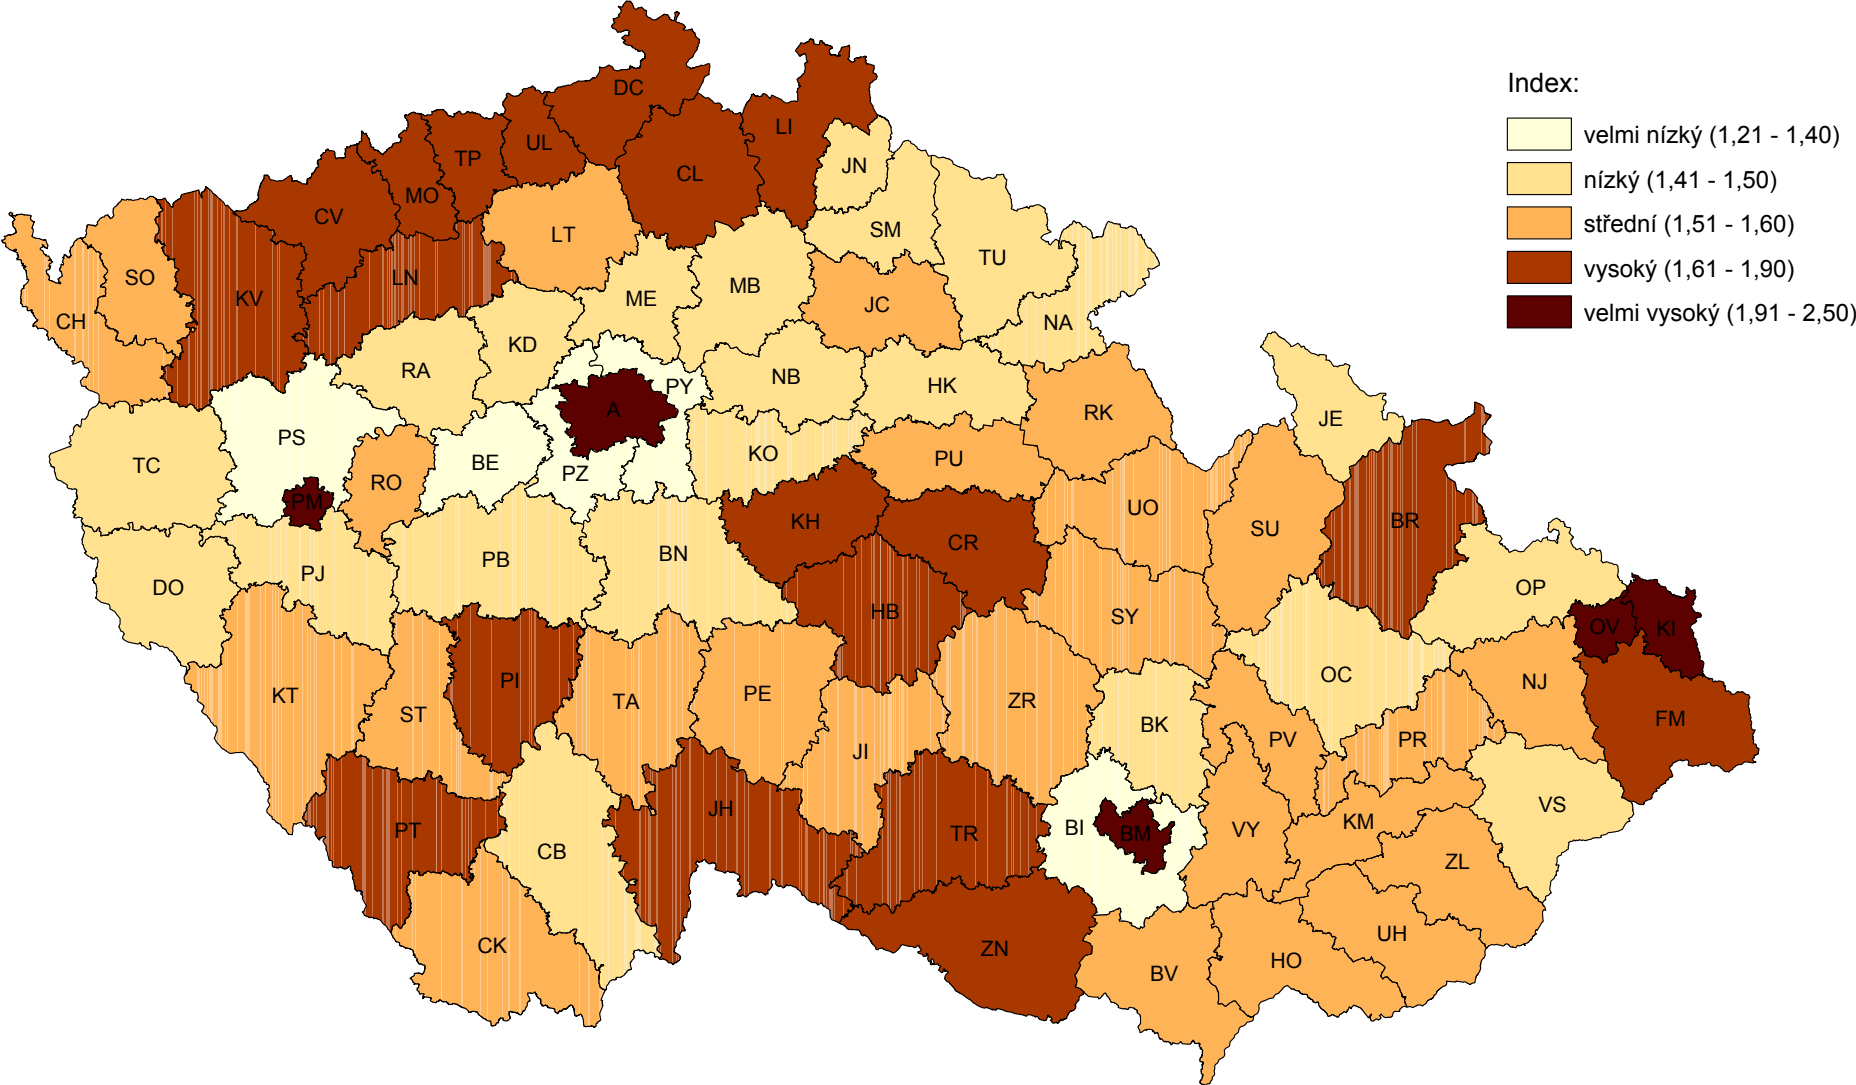 Index:
velmi nízký (1,21 - 1,40)
nízký (1,41 - 1,50)
střední (1,51 - 1,60)
vysoký (1,61 - 1,90)
velmi vysoký (1,91 - 2,50)
DC
LI
UL
TP
JN
CL
MO
CV
LT
SM
TU
SO
LN
KV
ME
MB
JC
CH
NA
KD
RA
NB
HK
PY
A
RK
JE
PS
TC
BE
KO
PU
PZ
RO
PM
UO
KH
BR
SU
CR
PB
BN
PJ
DO
OP
HB
SY
OV
KI
OC
PI
NJ
KT
PE
TA
ZR
ST
FM
BK
PV
PR
JI
VS
JH
KM
PT
BI
BM
TR
VY
CB
ZL
UH
CK
ZN
HO
BV